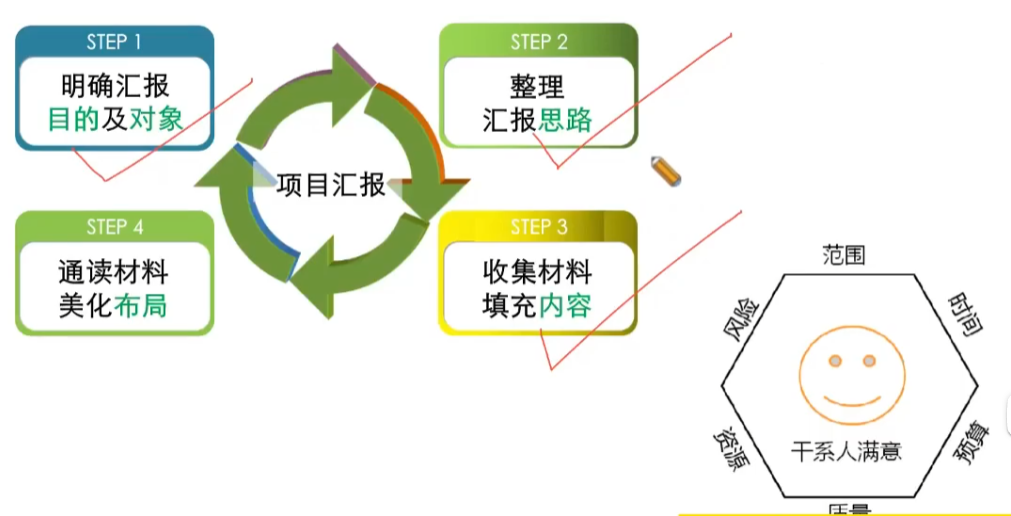 STEP 1
明确汇报
目的及对象
STEP 2
整理
汇报思路
项目汇报
STEP 3
收集材料
填充内容
STEP 4
通读材料
美化布局
范围
时间
预算
质量
资源
风险
干系人满意